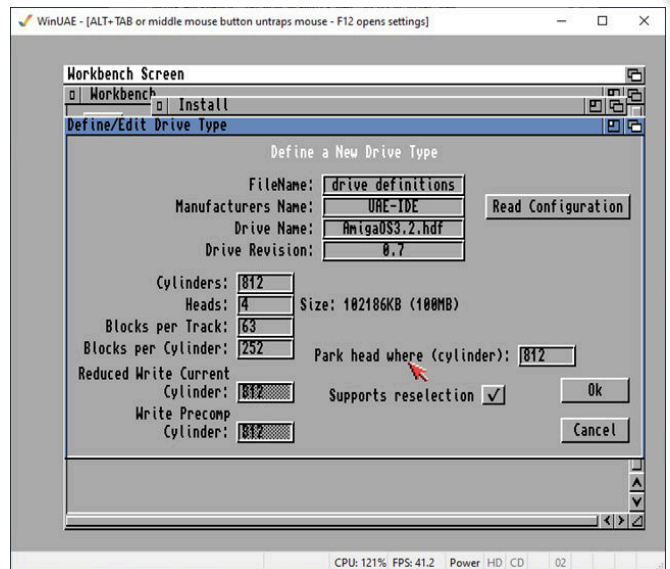 WinUAE - [ALT+TAB or middle mouse button untraps mouse - F12 opens settings]
Workbench Screen
Workbench
Install
Define/Edit Drive Type
Define a New Drive Type
FileName: drive definitions
Manufacturers Name: UAE-IDE Read Configuration
Drive Name: AmigaOS3.2.hdf
Drive Revision: 0.7
Cylinders: 812
Heads: 4 Size: 102186KB (100MB)
Blocks per Track: 63
Blocks per Cylinder: 252
Park head where (cylinder): 812
Reduced Write Current
Cylinder: 812 Supports reselection Ok
Write Precomp
Cylinder: 812 Cancel
CPU: 121% FPS: 41.2 Power HD CD 02